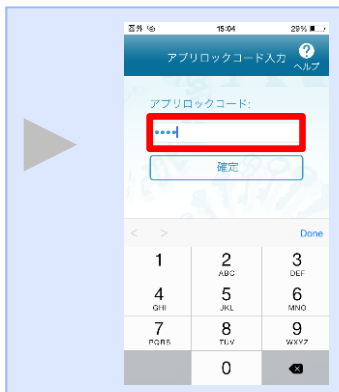 圏外 15:04 29%
アプリロックコード入力 ?
ヘルプ
アプリロックコード:
••••
確定
< > Done
1 2 3
ABC DEF
4 5 6
GHI JKL MNO
7 8 9
PQRS TUV WXYZ
0